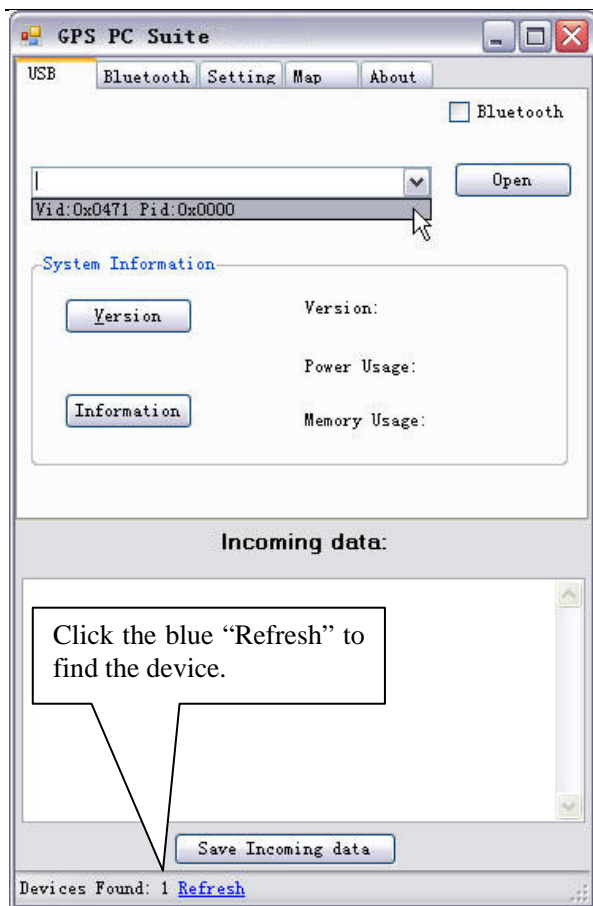 GPS PC Suite
USB Bluetooth Setting Map About
Bluetooth
Open
Vid:0x0471 Pid:0x0000
System Information
Version Version:
Power Usage:
Information
Memory Usage:
Incoming data:
Click the blue “Refresh” to
find the device.
Save Incoming data
Devices Found: 1 Refresh